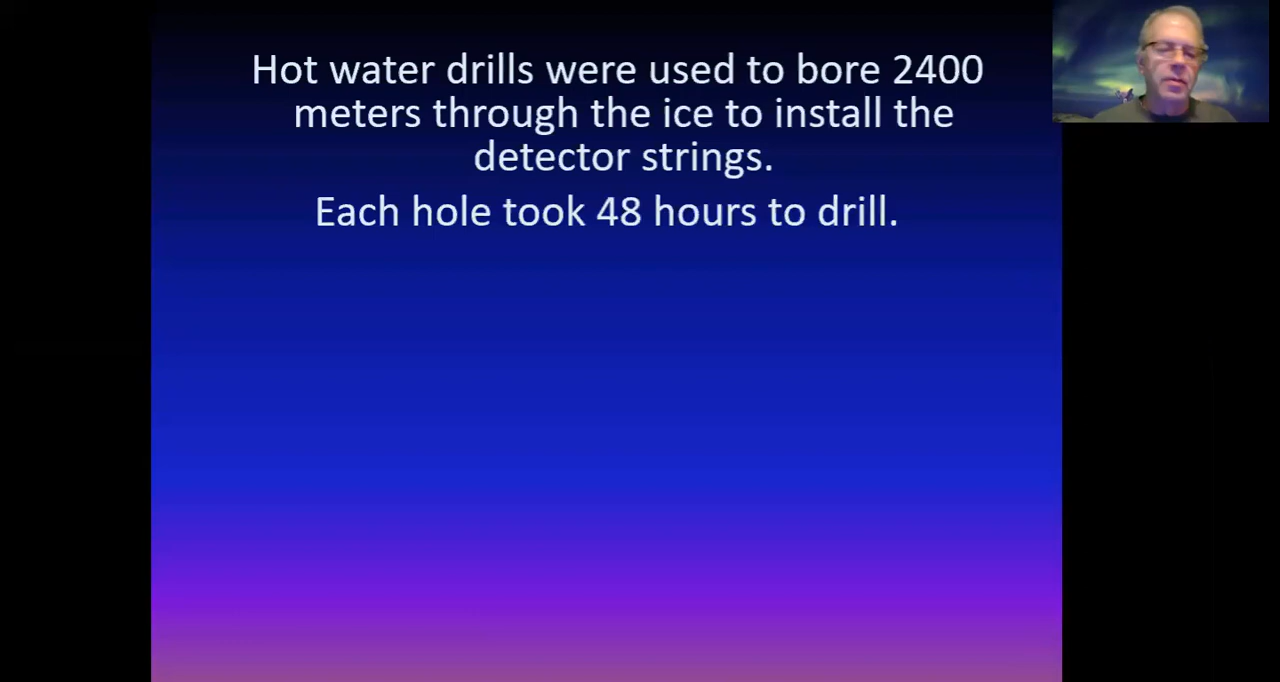 Hot water drills were used to bore 2400
meters through the ice to install the
detector strings.
Each hole took 48 hours to drill.